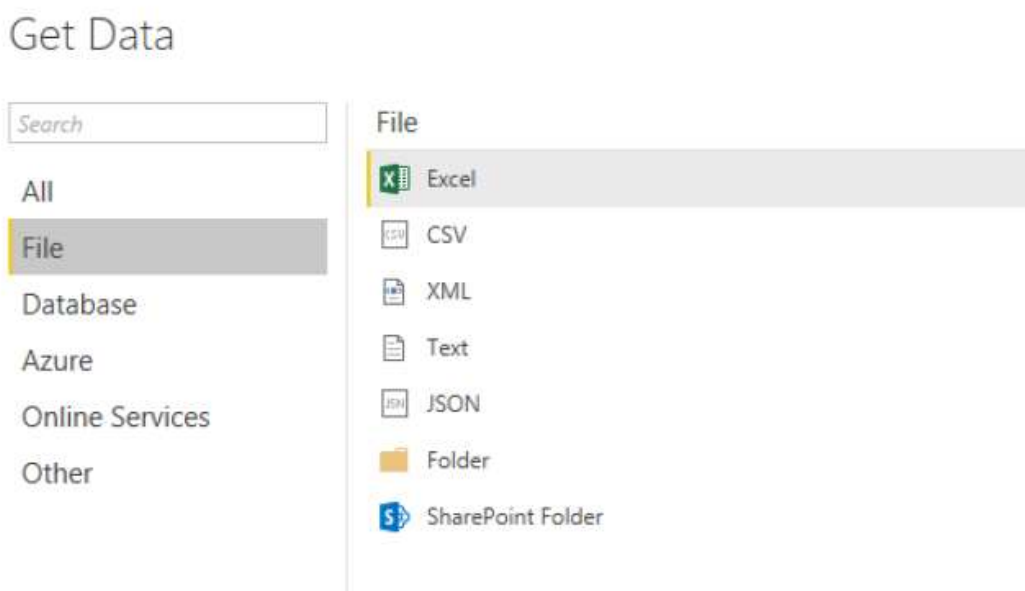 Get Data
Search
All
File
Database
Azure
Online Services
Other
File
Excel
CSV
XML
Text
JSON
Folder
SharePoint Folder